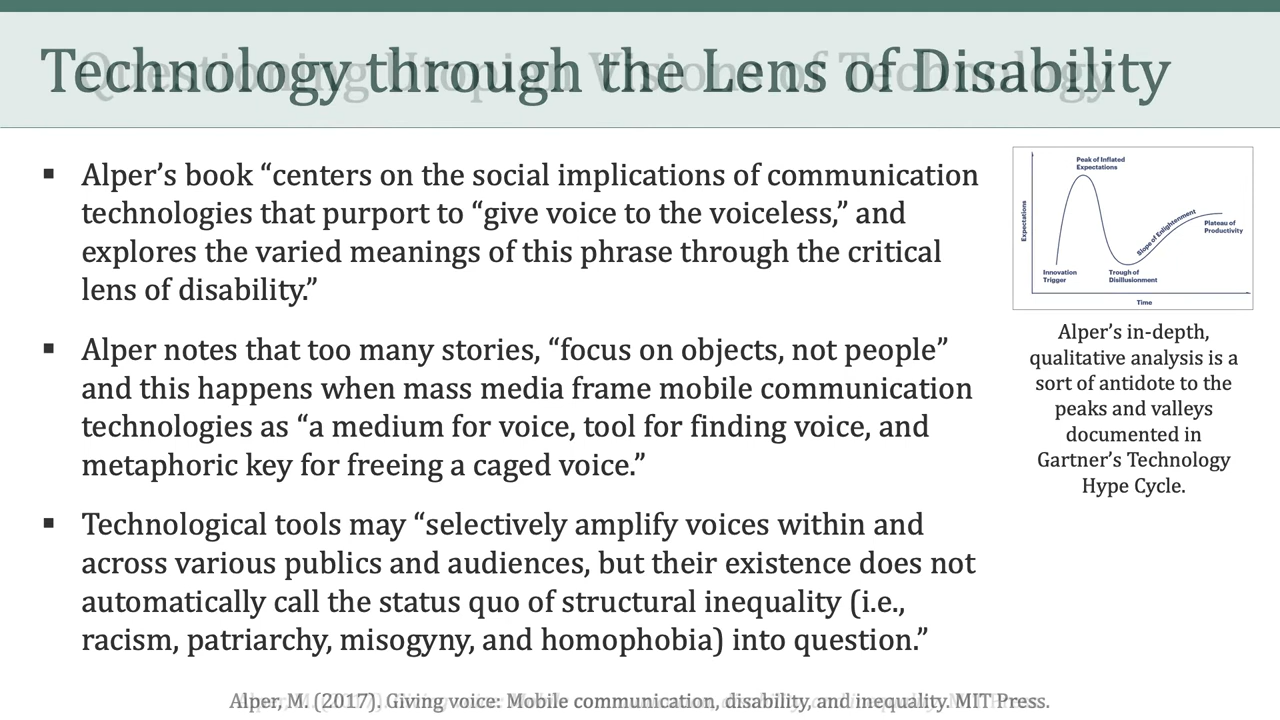 Technology through the Lens of Disability
Questioning Utopian Visions of Technology
▪ Alper’s book “centers on the social implications of communication
technologies that purport to “give voice to the voiceless,” and
explores the varied meanings of this phrase through the critical
lens of disability.”
▪ Alper notes that too many stories, “focus on objects, not people”
and this happens when mass media frame mobile communication
technologies as “a medium for voice, tool for finding voice, and
metaphoric key for freeing a caged voice.”
▪ Technological tools may “selectively amplify voices within and
across various publics and audiences, but their existence does not
automatically call the status quo of structural inequality (i.e.,
racism, patriarchy, misogyny, and homophobia) into question.”
Peak of Inflated
Expectations
Expectations
Slope of Enlightenment
Plateau of
Productivity
Innovation
Trigger
Trough of
Disillusionment
Time
Alper’s in-depth,
qualitative analysis is a
sort of antidote to the
peaks and valleys
documented in
Gartner’s Technology
Hype Cycle.
Alper, M. (2017). Giving voice: Mobile communication, disability, and inequality. MIT Press.